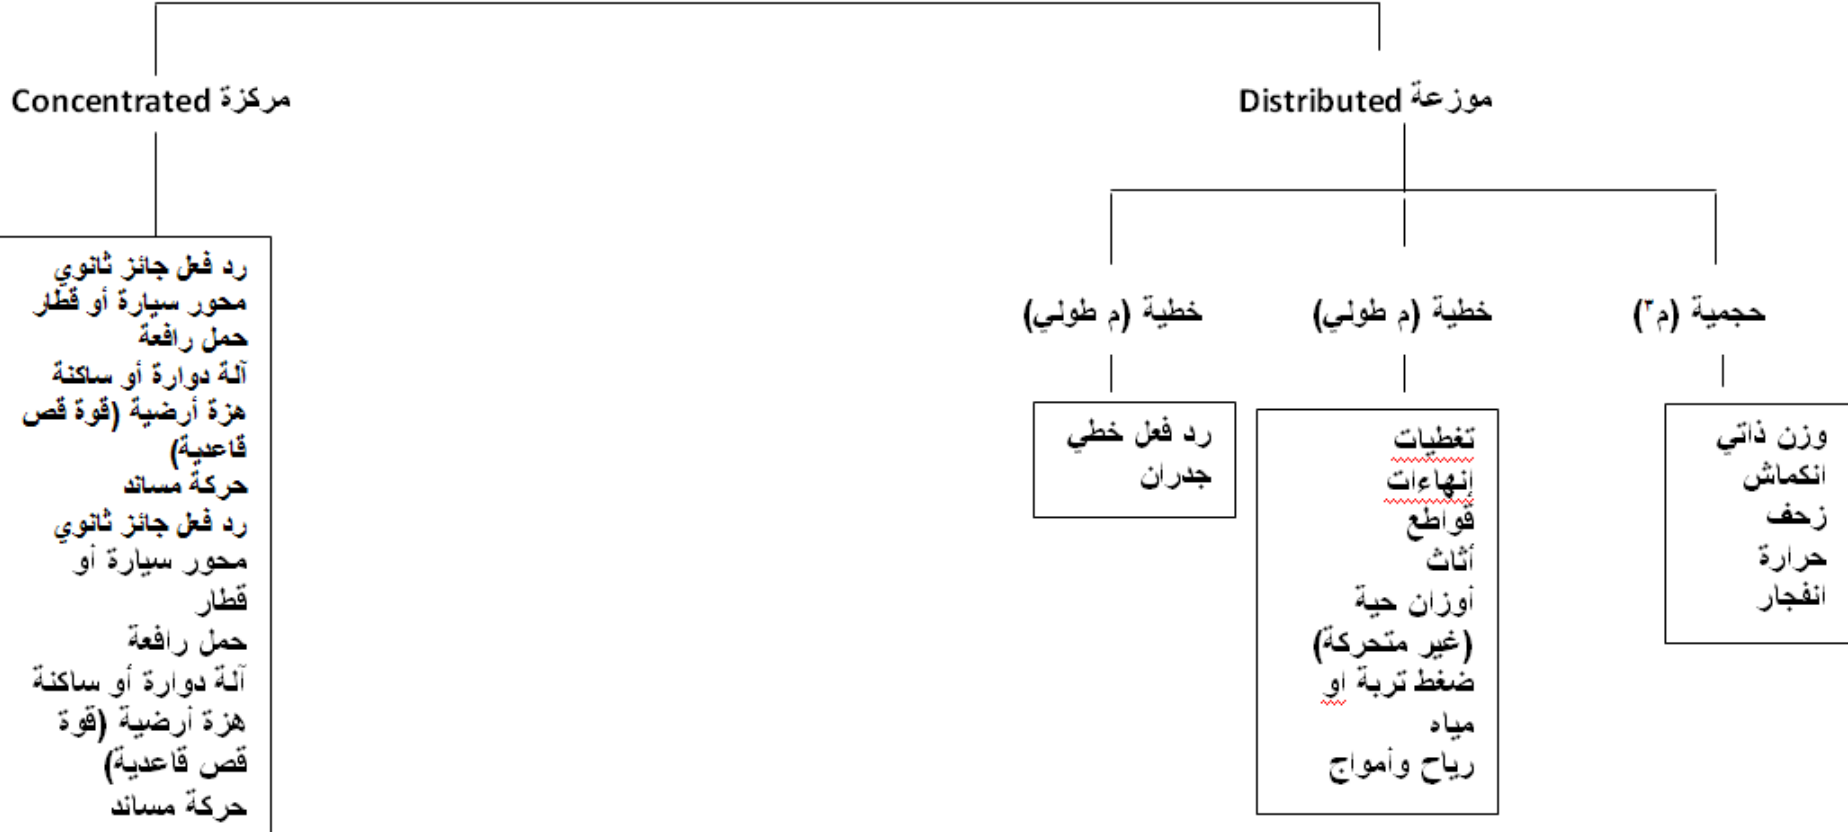 موزعة Distributed
مركزة Concentrated
حجمية (م٣)
خطية (م طولي)
خطية (م طولي)
وزن ذاتي
انكماش
زحف
حرارة
انفجار
تغطيات
إنهاءات
قواطع
أثاث
أوزان حية
(غير متحركة)
ضغط تربة او
مياه
رياح وأمواج
رد فعل خطي
جدران
رد فعل جائز ثانوي
محور سيارة أو قطار
حمل رافعة
آلة دوارة أو ساكنة
هزة أرضية (قوة قص
قاعدية)
حركة مساند
رد فعل جائز ثانوي
محور سيارة أو
قطار
حمل رافعة
آلة دوارة أو ساكنة
هزة أرضية (قوة
قص قاعدية)
حركة مساند